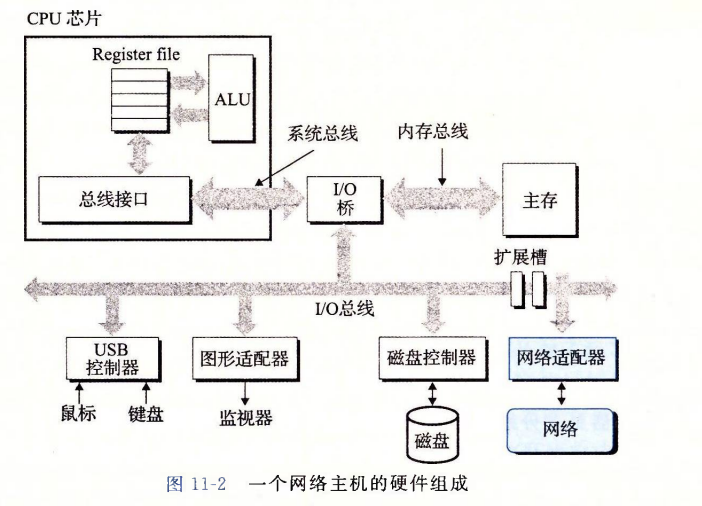 CPU 芯片
Register file
ALU
系统总线
内存总线
总线接口
I/O
桥
主存
扩展槽
I/O总线
USB
控制器
图形适配器
磁盘控制器
网络适配器
鼠标
键盘
监视器
磁盘
网络
图 11-2 一个网络主机的硬件组成